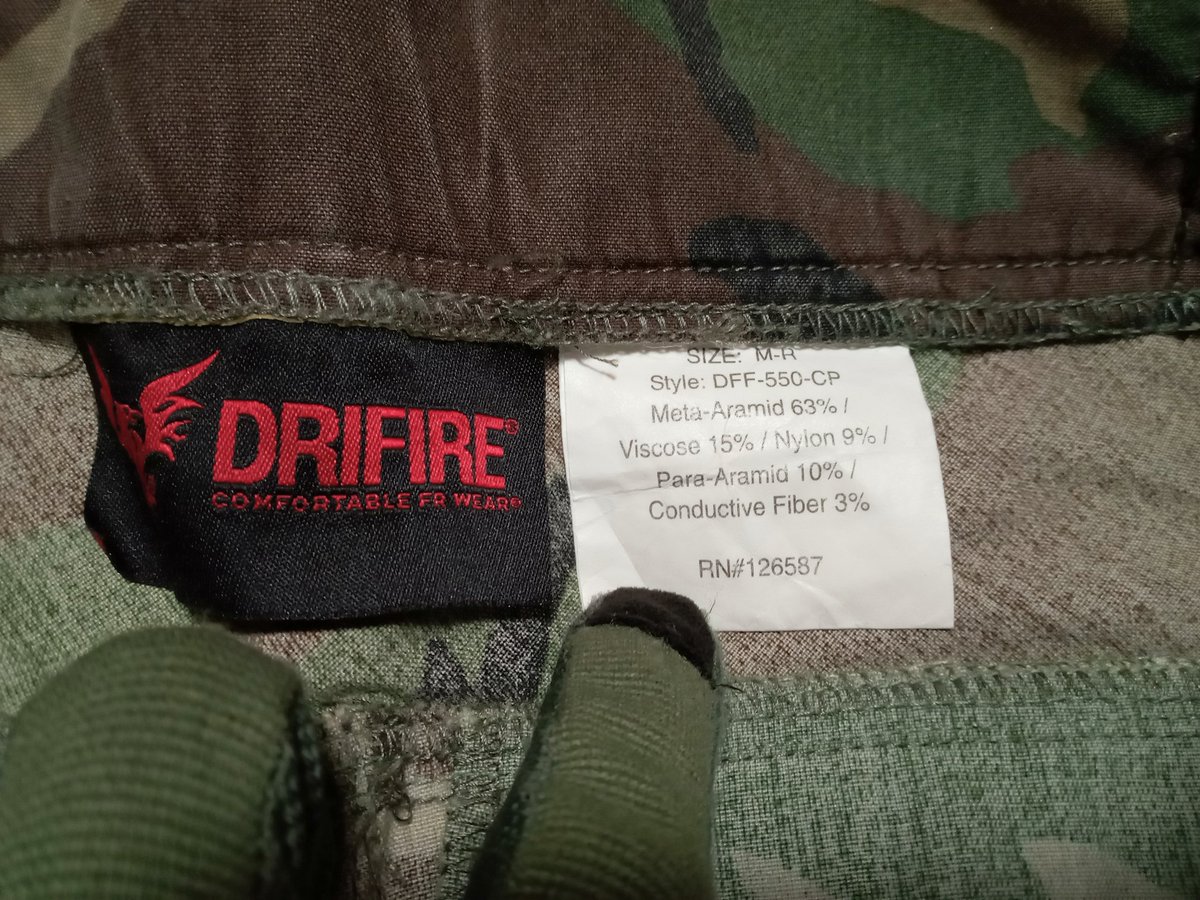 DRIFIRE®
COMFORTABLE FR WEAR®
SIZE: M-R
Style: DFF-550-CP
Meta-Aramid 63% /
Viscose 15% / Nylon 9% /
Para-Aramid 10% /
Conductive Fiber 3%
RN#126587